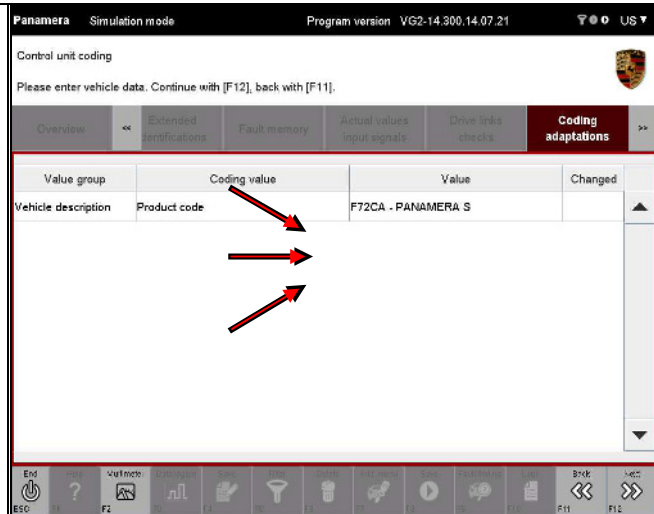 Panamera Simulation mode Program version VG2-14.300.14.07.21 US
Control unit coding
Please enter vehicle data. Continue with [F12], back with [F11].
Overview << Extended identifications Fault memory Actual values input signals Drive links checks Coding adaptations >>
Value group Coding value Value Changed
Vehicle description Product code F72CA - PANAMERA S
End Multimeter Delete Back Next
ESC F2 F11 F12